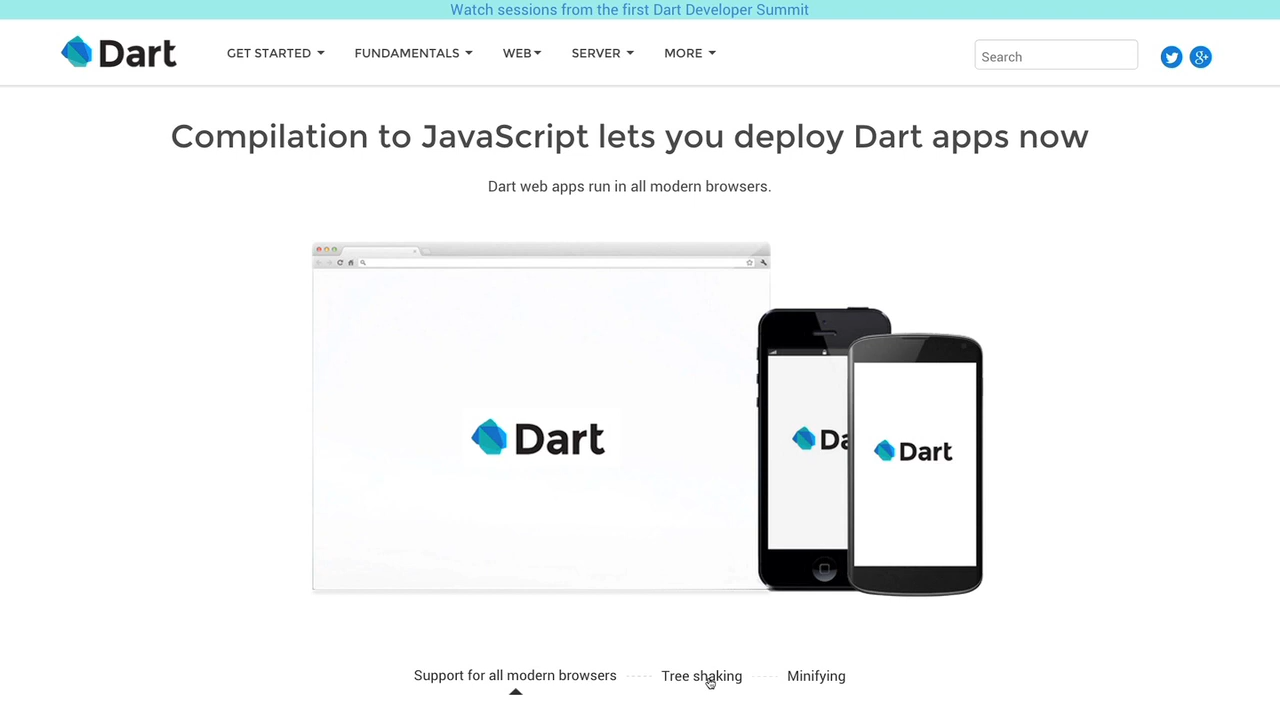 Watch sessions from the first Dart Developer Summit
Dart
GET STARTED
FUNDAMENTALS
WEB
SERVER
MORE
Search
Compilation to JavaScript lets you deploy Dart apps now
Dart web apps run in all modern browsers.
Dart
Da
Dart
Support for all modern browsers
Tree shaking
Minifying